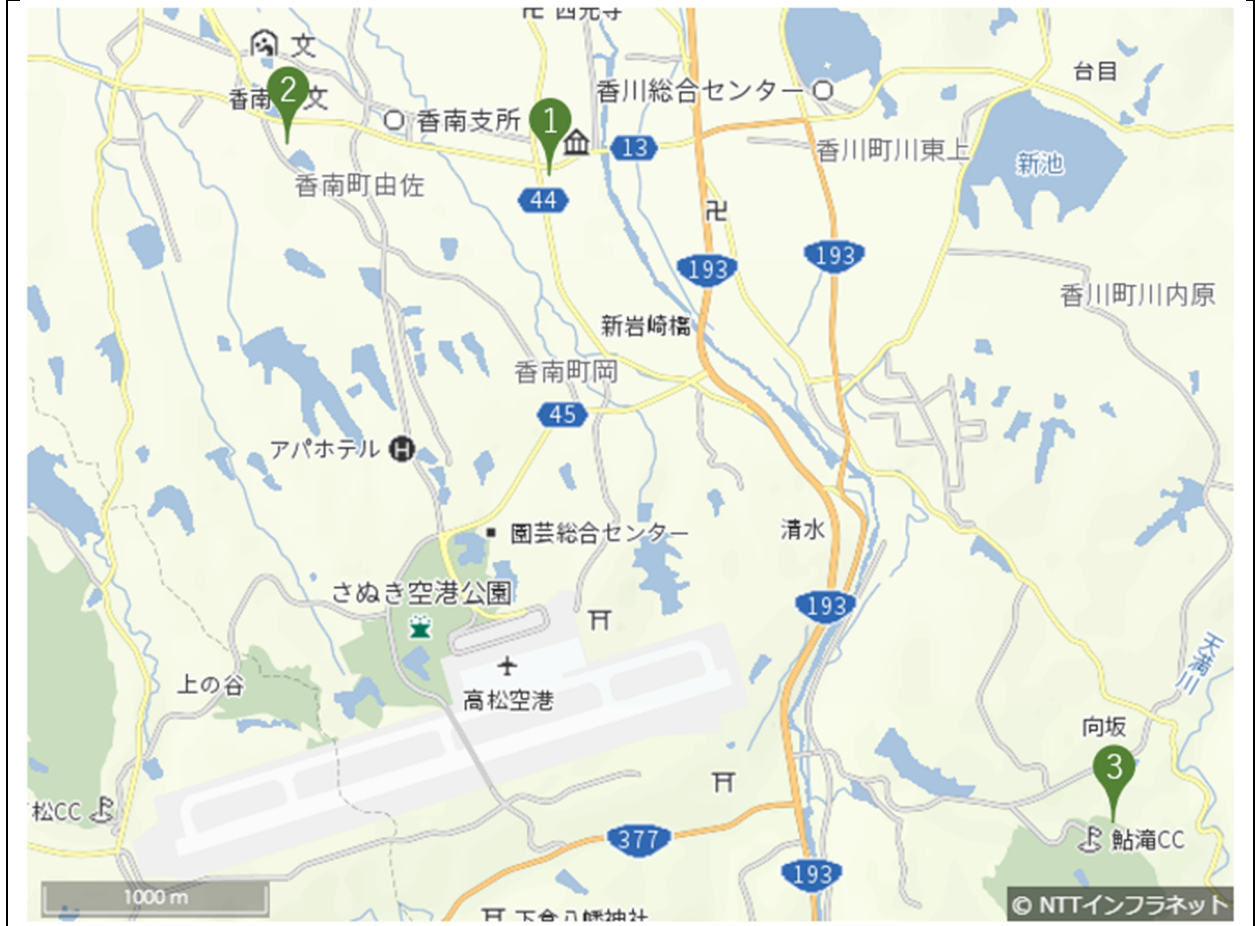 西光寺
文
台目
香川総合センター
2
香南
文
香南支所
1
13
香川町川東上
新池
香南町由佐
44
193
193
香川町川内原
新岩崎橋
香南町岡
45
アパホテル
H
園芸総合センター
清水
さぬき空港公園
193
天満川
上の谷
高松空港
向坂
3
松CC
377
鮎滝CC
193
1000 m
© NTTインフラネット
下倉八幡神社